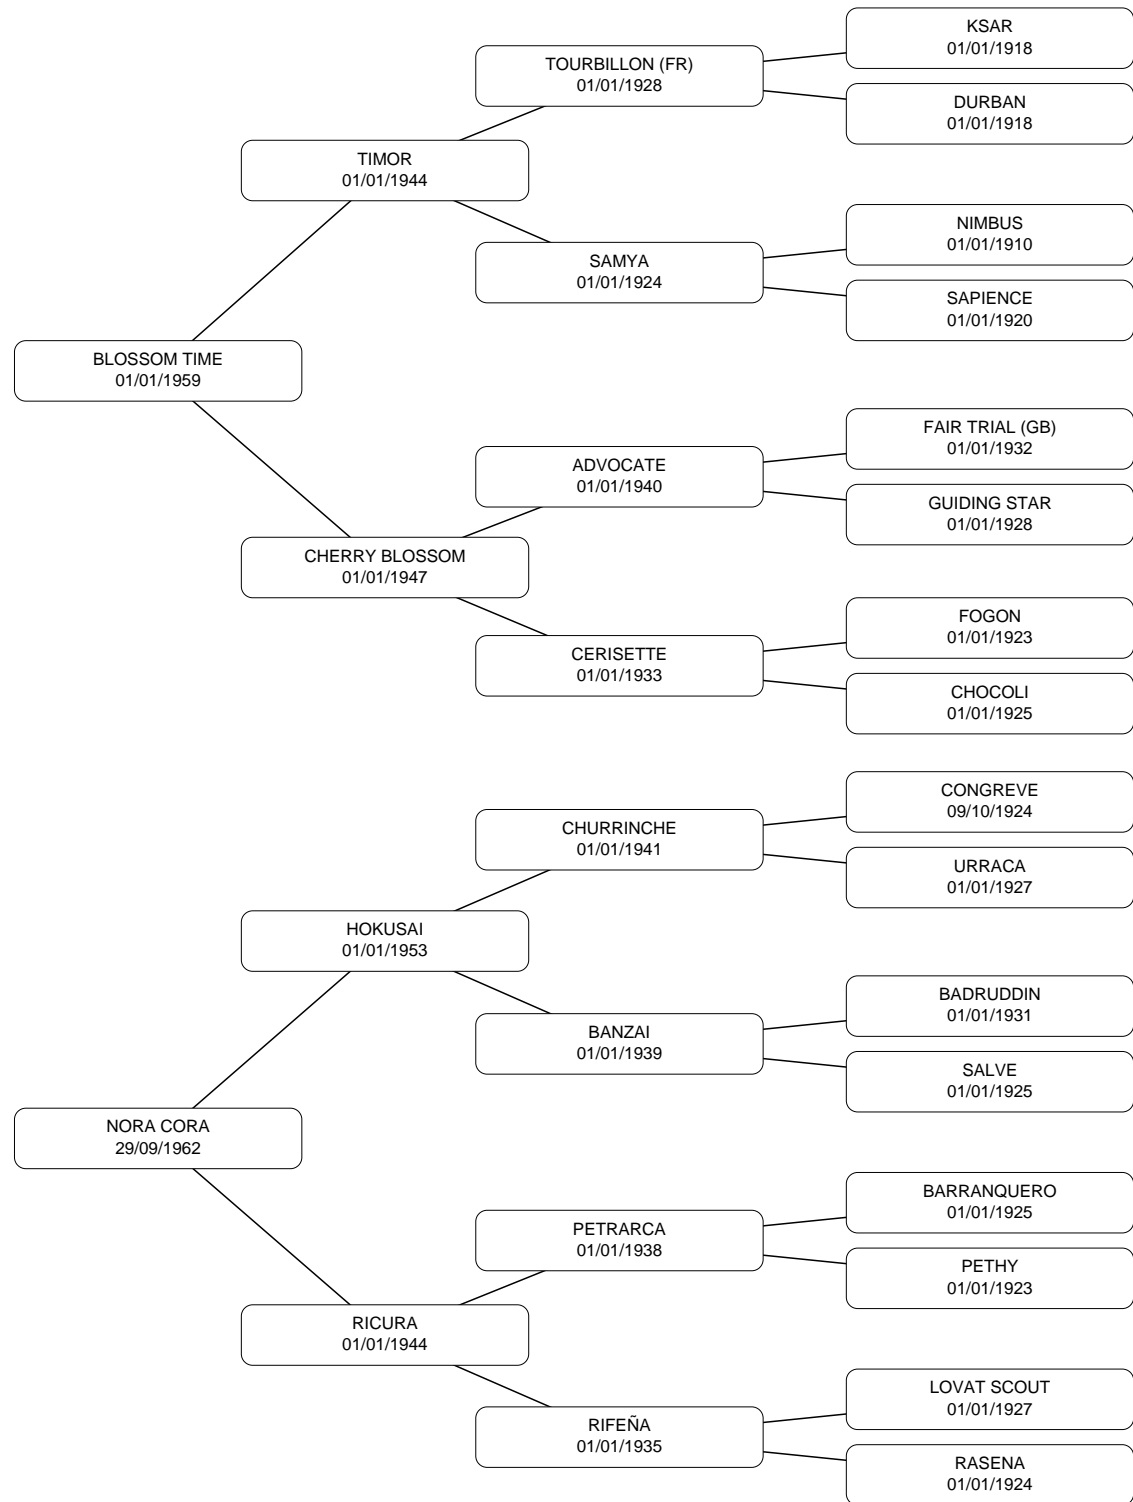 KSAR
01/01/1918
TOURBILLON (FR)
01/01/1928
DURBAN
01/01/1918
TIMOR
01/01/1944
NIMBUS
01/01/1910
SAMYA
01/01/1924
SAPIENCE
01/01/1920
BLOSSOM TIME
01/01/1959
FAIR TRIAL (GB)
01/01/1932
ADVOCATE
01/01/1940
GUIDING STAR
01/01/1928
CHERRY BLOSSOM
01/01/1947
FOGON
01/01/1923
CERISETTE
01/01/1933
CHOCOLI
01/01/1925
CONGREVE
09/10/1924
CHURRINCHE
01/01/1941
URRACA
01/01/1927
HOKUSAI
01/01/1953
BADRUDDIN
01/01/1931
BANZAI
01/01/1939
SALVE
01/01/1925
NORA CORA
29/09/1962
BARRANQUERO
01/01/1925
PETRARCA
01/01/1938
PETHY
01/01/1923
RICURA
01/01/1944
LOVAT SCOUT
01/01/1927
RIFEÑA
01/01/1935
RASENA
01/01/1924